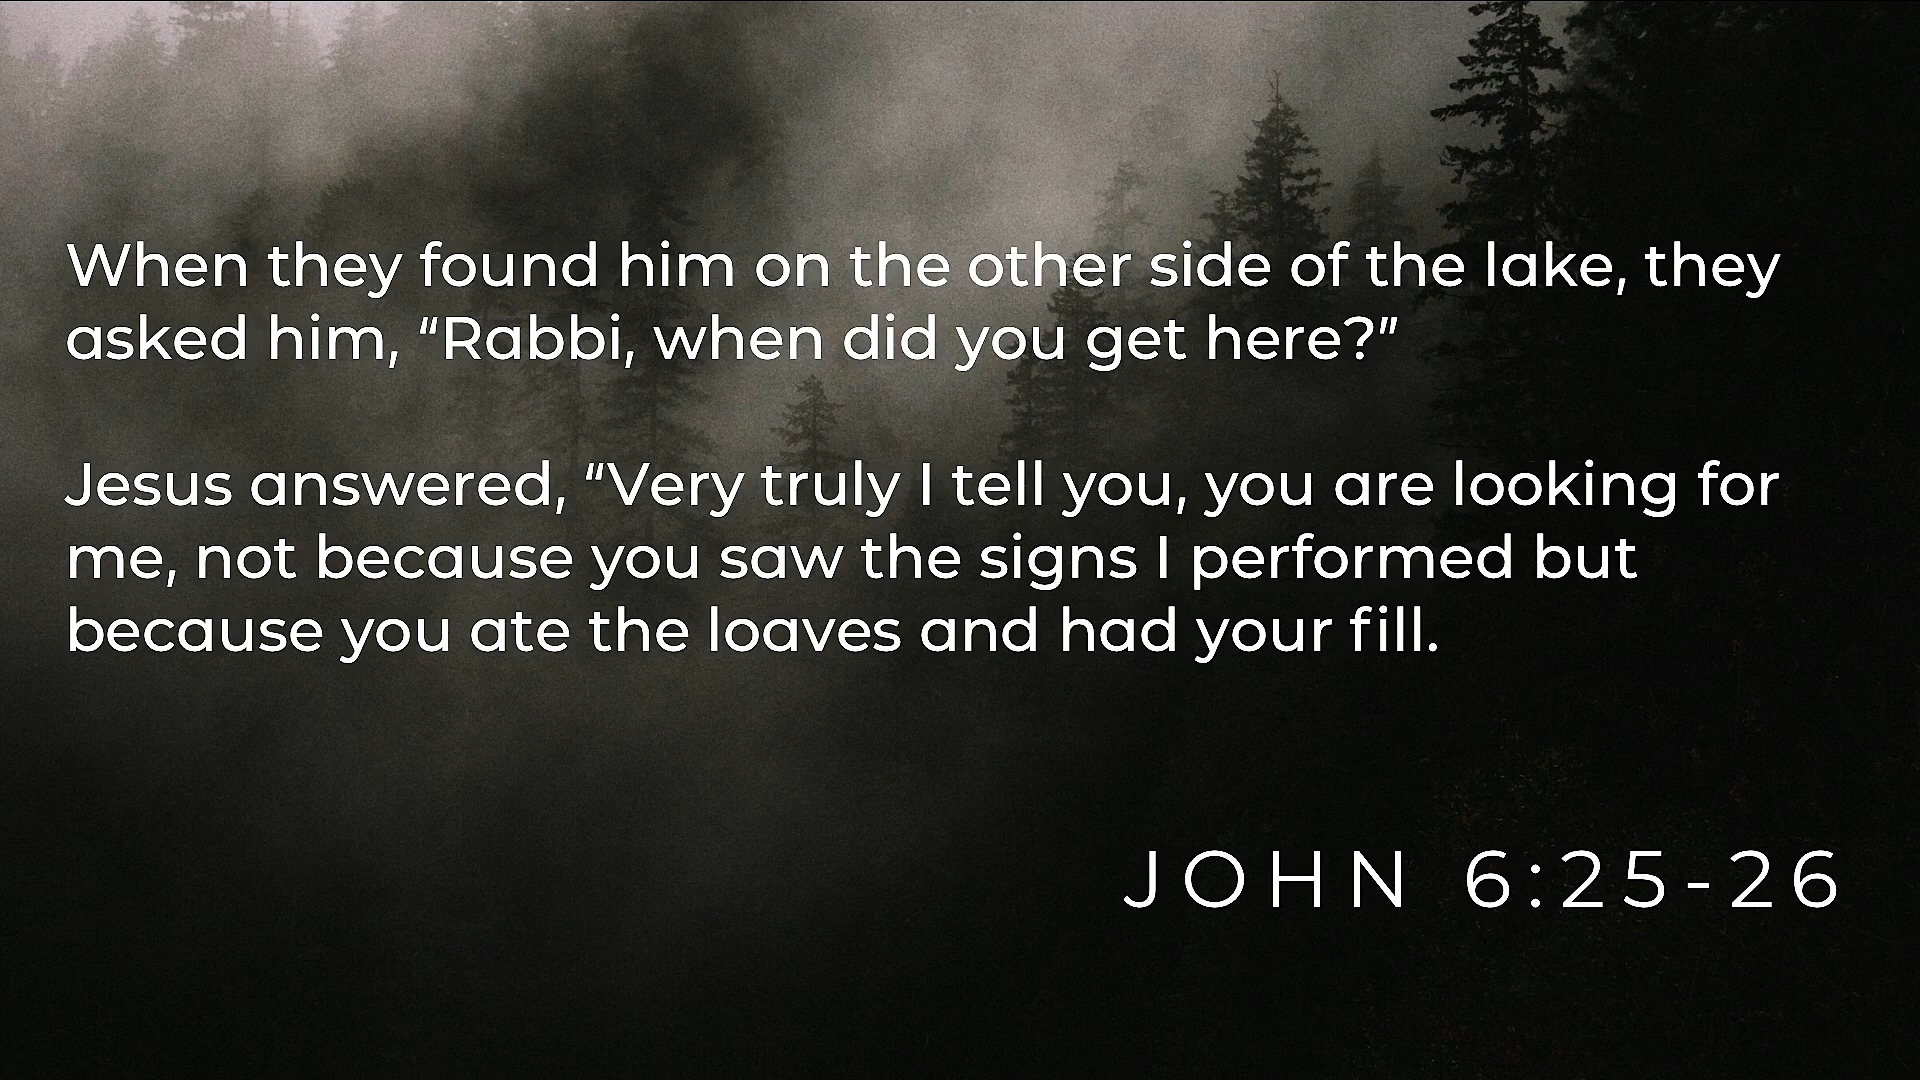 When they found him on the other side of the lake, they
asked him, “Rabbi, when did you get here?”
Jesus answered, “Very truly I tell you, you are looking for
me, not because you saw the signs I performed but
because you ate the loaves and had your fill.
JOHN 6:25-26